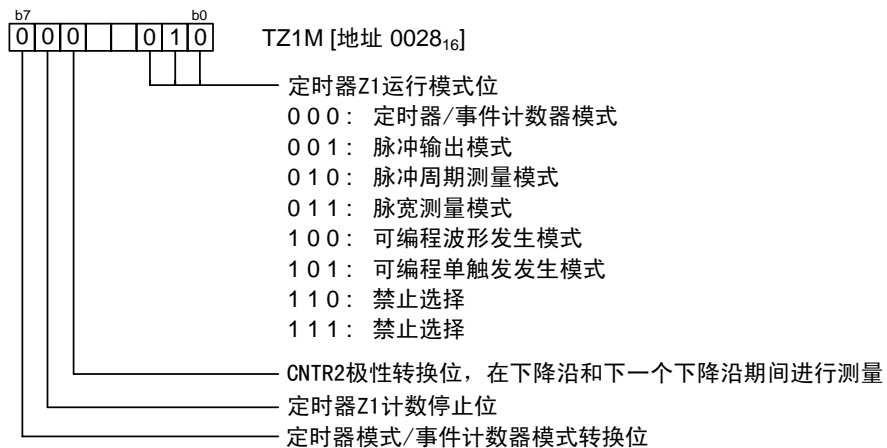 b7 b0
0 0 0 0 1 0 TZ1M [地址 0028₁₆]
定时器Z1运行模式位
0 0 0 : 定时器/事件计数器模式
0 0 1 : 脉冲输出模式
0 1 0 : 脉冲周期测量模式
0 1 1 : 脉宽测量模式
1 0 0 : 可编程波形发生模式
1 0 1 : 可编程单触发发生模式
1 1 0 : 禁止选择
1 1 1 : 禁止选择
CNTR2极性转换位，在下降沿和下一个下降沿期间进行测量
定时器Z1计数停止位
定时器模式/事件计数器模式转换位